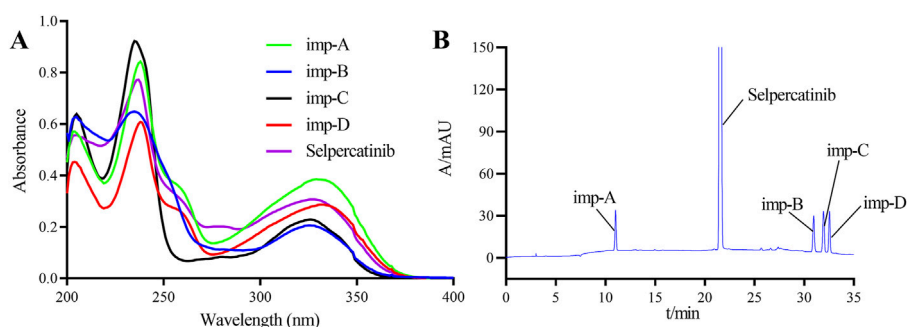 A
Absorbance
1.0
0.8
0.6
0.4
0.2
0.0
200
250
300
350
400
Wavelength (nm)
imp-A
imp-B
imp-C
imp-D
Selpercatinib
B
A/mAU
150
120
90
60
30
0
0
5
10
15
20
25
30
35
t/min
imp-A
Selpercatinib
imp-B
imp-C
imp-D